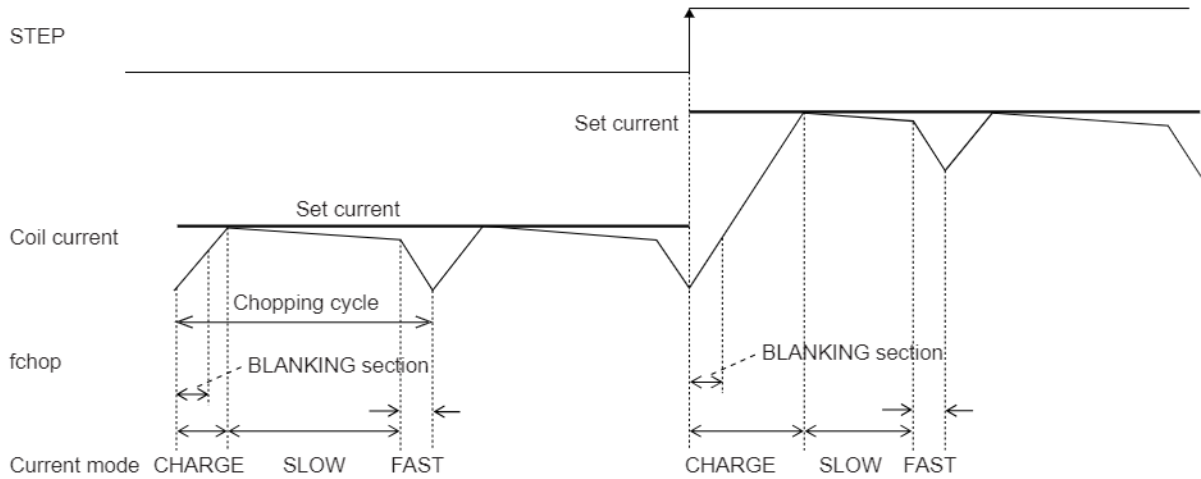 STEP
Set current
Set current
Coil current
Chopping cycle
fchop
BLANKING section
BLANKING section
Current mode CHARGE SLOW FAST CHARGE SLOW FAST